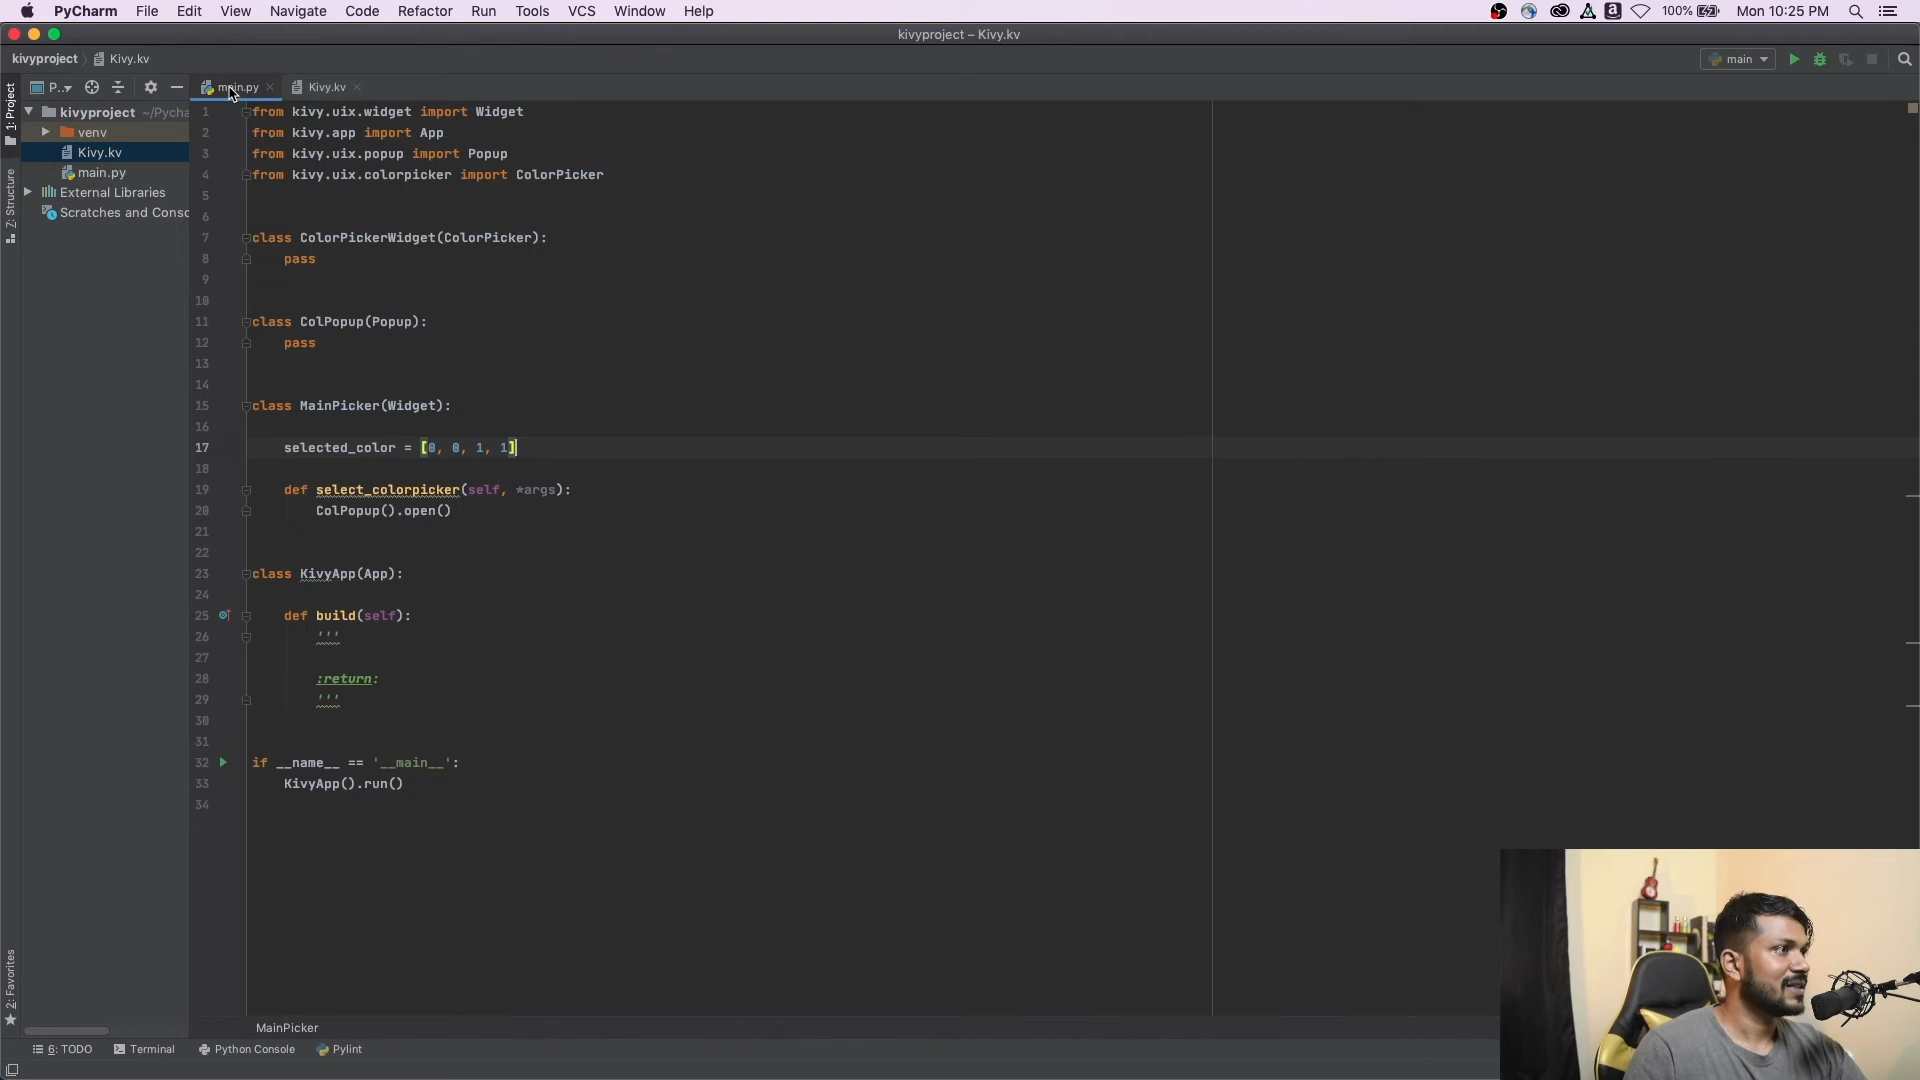 PyCharm File Edit View Navigate Code Refactor Run Tools VCS Window Help 100% Mon 10:25 PM
kivyproject – Kivy.kv
kivyproject Kivy.kv main
P.. main.py Kivy.kv
1: Project
Z: Structure
2: Favorites
kivyproject ~/Pycha
venv
Kivy.kv
main.py
External Libraries
Scratches and Consc
1 from kivy.uix.widget import Widget
2 from kivy.app import App
3 from kivy.uix.popup import Popup
4 from kivy.uix.colorpicker import ColorPicker
5
6
7 class ColorPickerWidget(ColorPicker):
8 pass
9
10
11 class ColPopup(Popup):
12 pass
13
14
15 class MainPicker(Widget):
16
17 selected_color = [0, 0, 1, 1]
18
19 def select_colorpicker(self, *args):
20 ColPopup().open()
21
22
23 class KivyApp(App):
24
25 def build(self):
26 '''
27
28 :return:
29 '''
30
31
32 if __name__ == '__main__':
33 KivyApp().run()
34
MainPicker
6: TODO Terminal Python Console Pylint